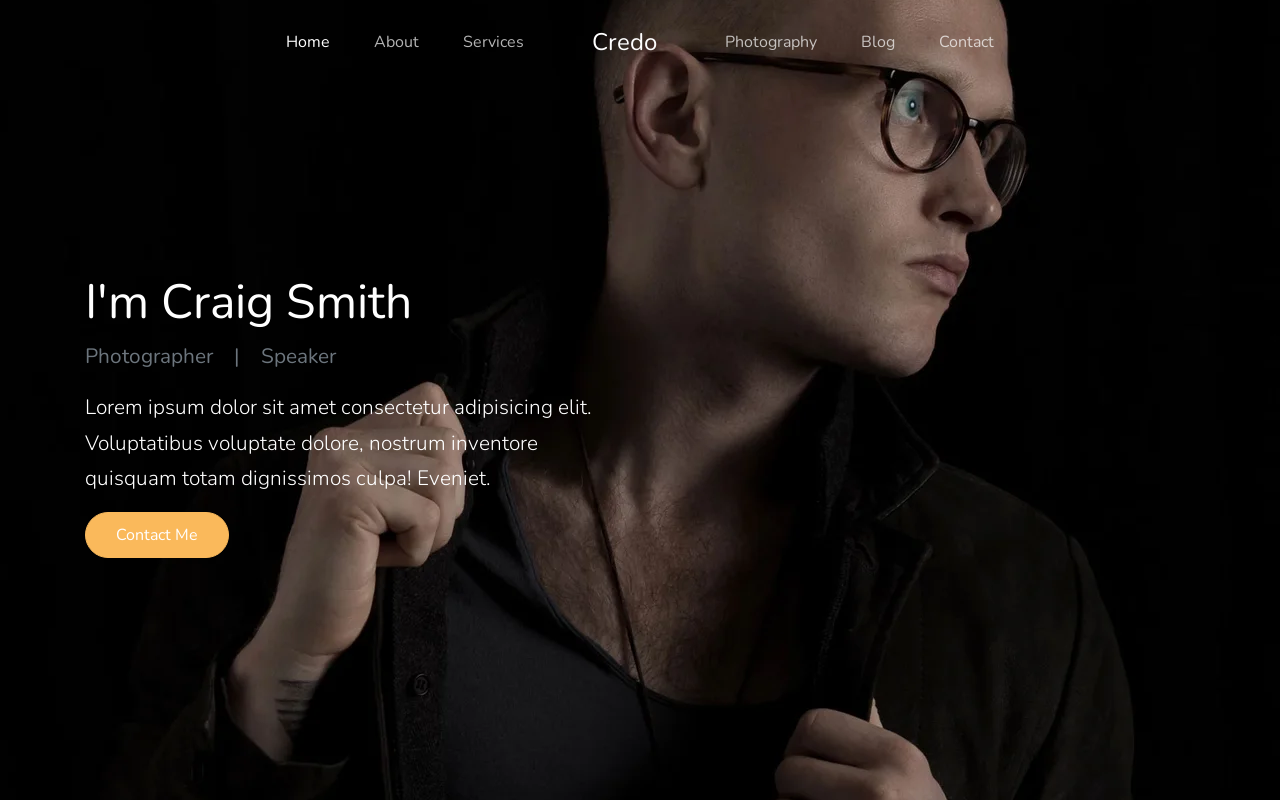 Home About Services Credo Photography Blog Contact
I'm Craig Smith
Photographer | Speaker
Lorem ipsum dolor sit amet consectetur adipisicing elit.
Voluptatibus voluptate dolore, nostrum inventore
quisquam totam dignissimos culpa! Eveniet.
Contact Me